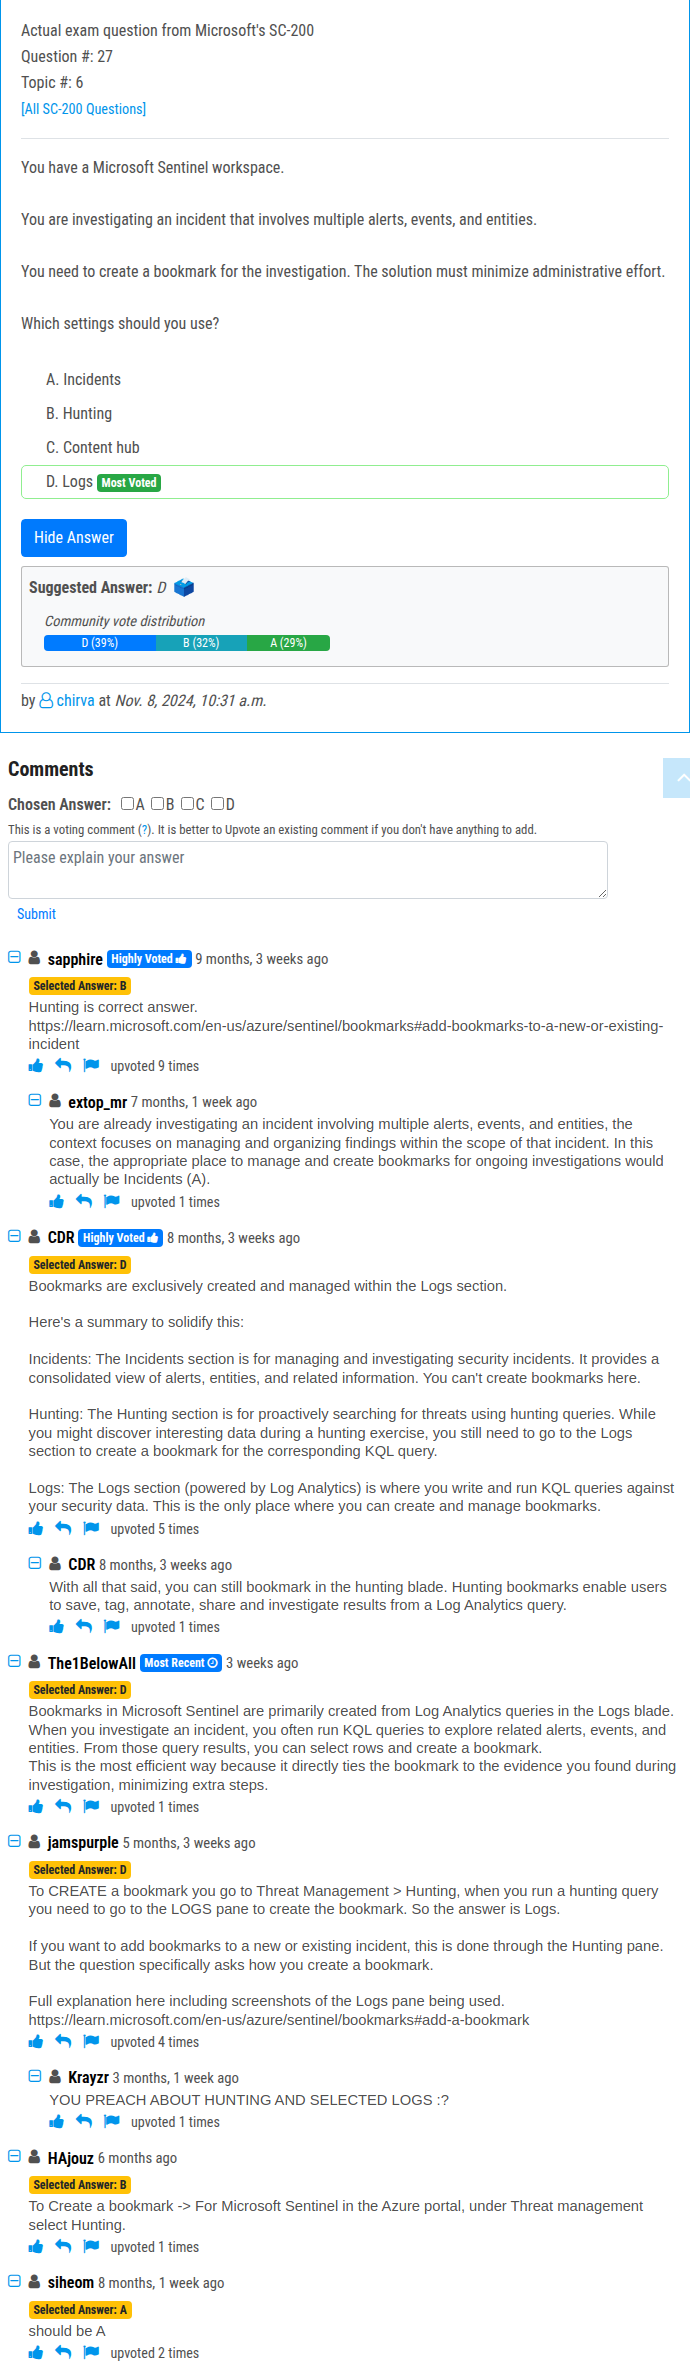 Actual exam question from Microsoft's SC-200
Question #: 27
Topic #: 6
[All SC-200 Questions]
You have a Microsoft Sentinel workspace.
You are investigating an incident that involves multiple alerts, events, and entities.
You need to create a bookmark for the investigation. The solution must minimize administrative effort.
Which settings should you use?
A. Incidents
B. Hunting
C. Content hub
D. Logs Most Voted
Hide Answer
Suggested Answer: D
Community vote distribution
D (39%) B (32%) A (29%)
by chirva at Nov. 8, 2024, 10:31 a.m.
Comments
Chosen Answer: A B C D
This is a voting comment (?). It is better to Upvote an existing comment if you don't have anything to add.
Please explain your answer
Submit
sapphire Highly Voted 9 months, 3 weeks ago
Selected Answer: B
Hunting is correct answer.
https://learn.microsoft.com/en-us/azure/sentinel/bookmarks#add-bookmarks-to-a-new-or-existing-
incident
upvoted 9 times
extop_mr 7 months, 1 week ago
You are already investigating an incident involving multiple alerts, events, and entities, the
context focuses on managing and organizing findings within the scope of that incident. In this
case, the appropriate place to manage and create bookmarks for ongoing investigations would
actually be Incidents (A).
upvoted 1 times
CDR Highly Voted 8 months, 3 weeks ago
Selected Answer: D
Bookmarks are exclusively created and managed within the Logs section.
Here's a summary to solidify this:
Incidents: The Incidents section is for managing and investigating security incidents. It provides a
consolidated view of alerts, entities, and related information. You can't create bookmarks here.
Hunting: The Hunting section is for proactively searching for threats using hunting queries. While
you might discover interesting data during a hunting exercise, you still need to go to the Logs
section to create a bookmark for the corresponding KQL query.
Logs: The Logs section (powered by Log Analytics) is where you write and run KQL queries against
your security data. This is the only place where you can create and manage bookmarks.
upvoted 5 times
CDR 8 months, 3 weeks ago
With all that said, you can still bookmark in the hunting blade. Hunting bookmarks enable users
to save, tag, annotate, share and investigate results from a Log Analytics query.
upvoted 1 times
The1BelowAll Most Recent 3 weeks ago
Selected Answer: D
Bookmarks in Microsoft Sentinel are primarily created from Log Analytics queries in the Logs blade.
When you investigate an incident, you often run KQL queries to explore related alerts, events, and
entities. From those query results, you can select rows and create a bookmark.
This is the most efficient way because it directly ties the bookmark to the evidence you found during
investigation, minimizing extra steps.
upvoted 1 times
jamspurple 5 months, 3 weeks ago
Selected Answer: D
To CREATE a bookmark you go to Threat Management > Hunting, when you run a hunting query
you need to go to the LOGS pane to create the bookmark. So the answer is Logs.
If you want to add bookmarks to a new or existing incident, this is done through the Hunting pane.
But the question specifically asks how you create a bookmark.
Full explanation here including screenshots of the Logs pane being used.
https://learn.microsoft.com/en-us/azure/sentinel/bookmarks#add-a-bookmark
upvoted 4 times
Krayzr 3 months, 1 week ago
YOU PREACH ABOUT HUNTING AND SELECTED LOGS :?
upvoted 1 times
HAjouz 6 months ago
Selected Answer: B
To Create a bookmark -> For Microsoft Sentinel in the Azure portal, under Threat management
select Hunting.
upvoted 1 times
siheom 8 months, 1 week ago
Selected Answer: A
should be A
upvoted 2 times